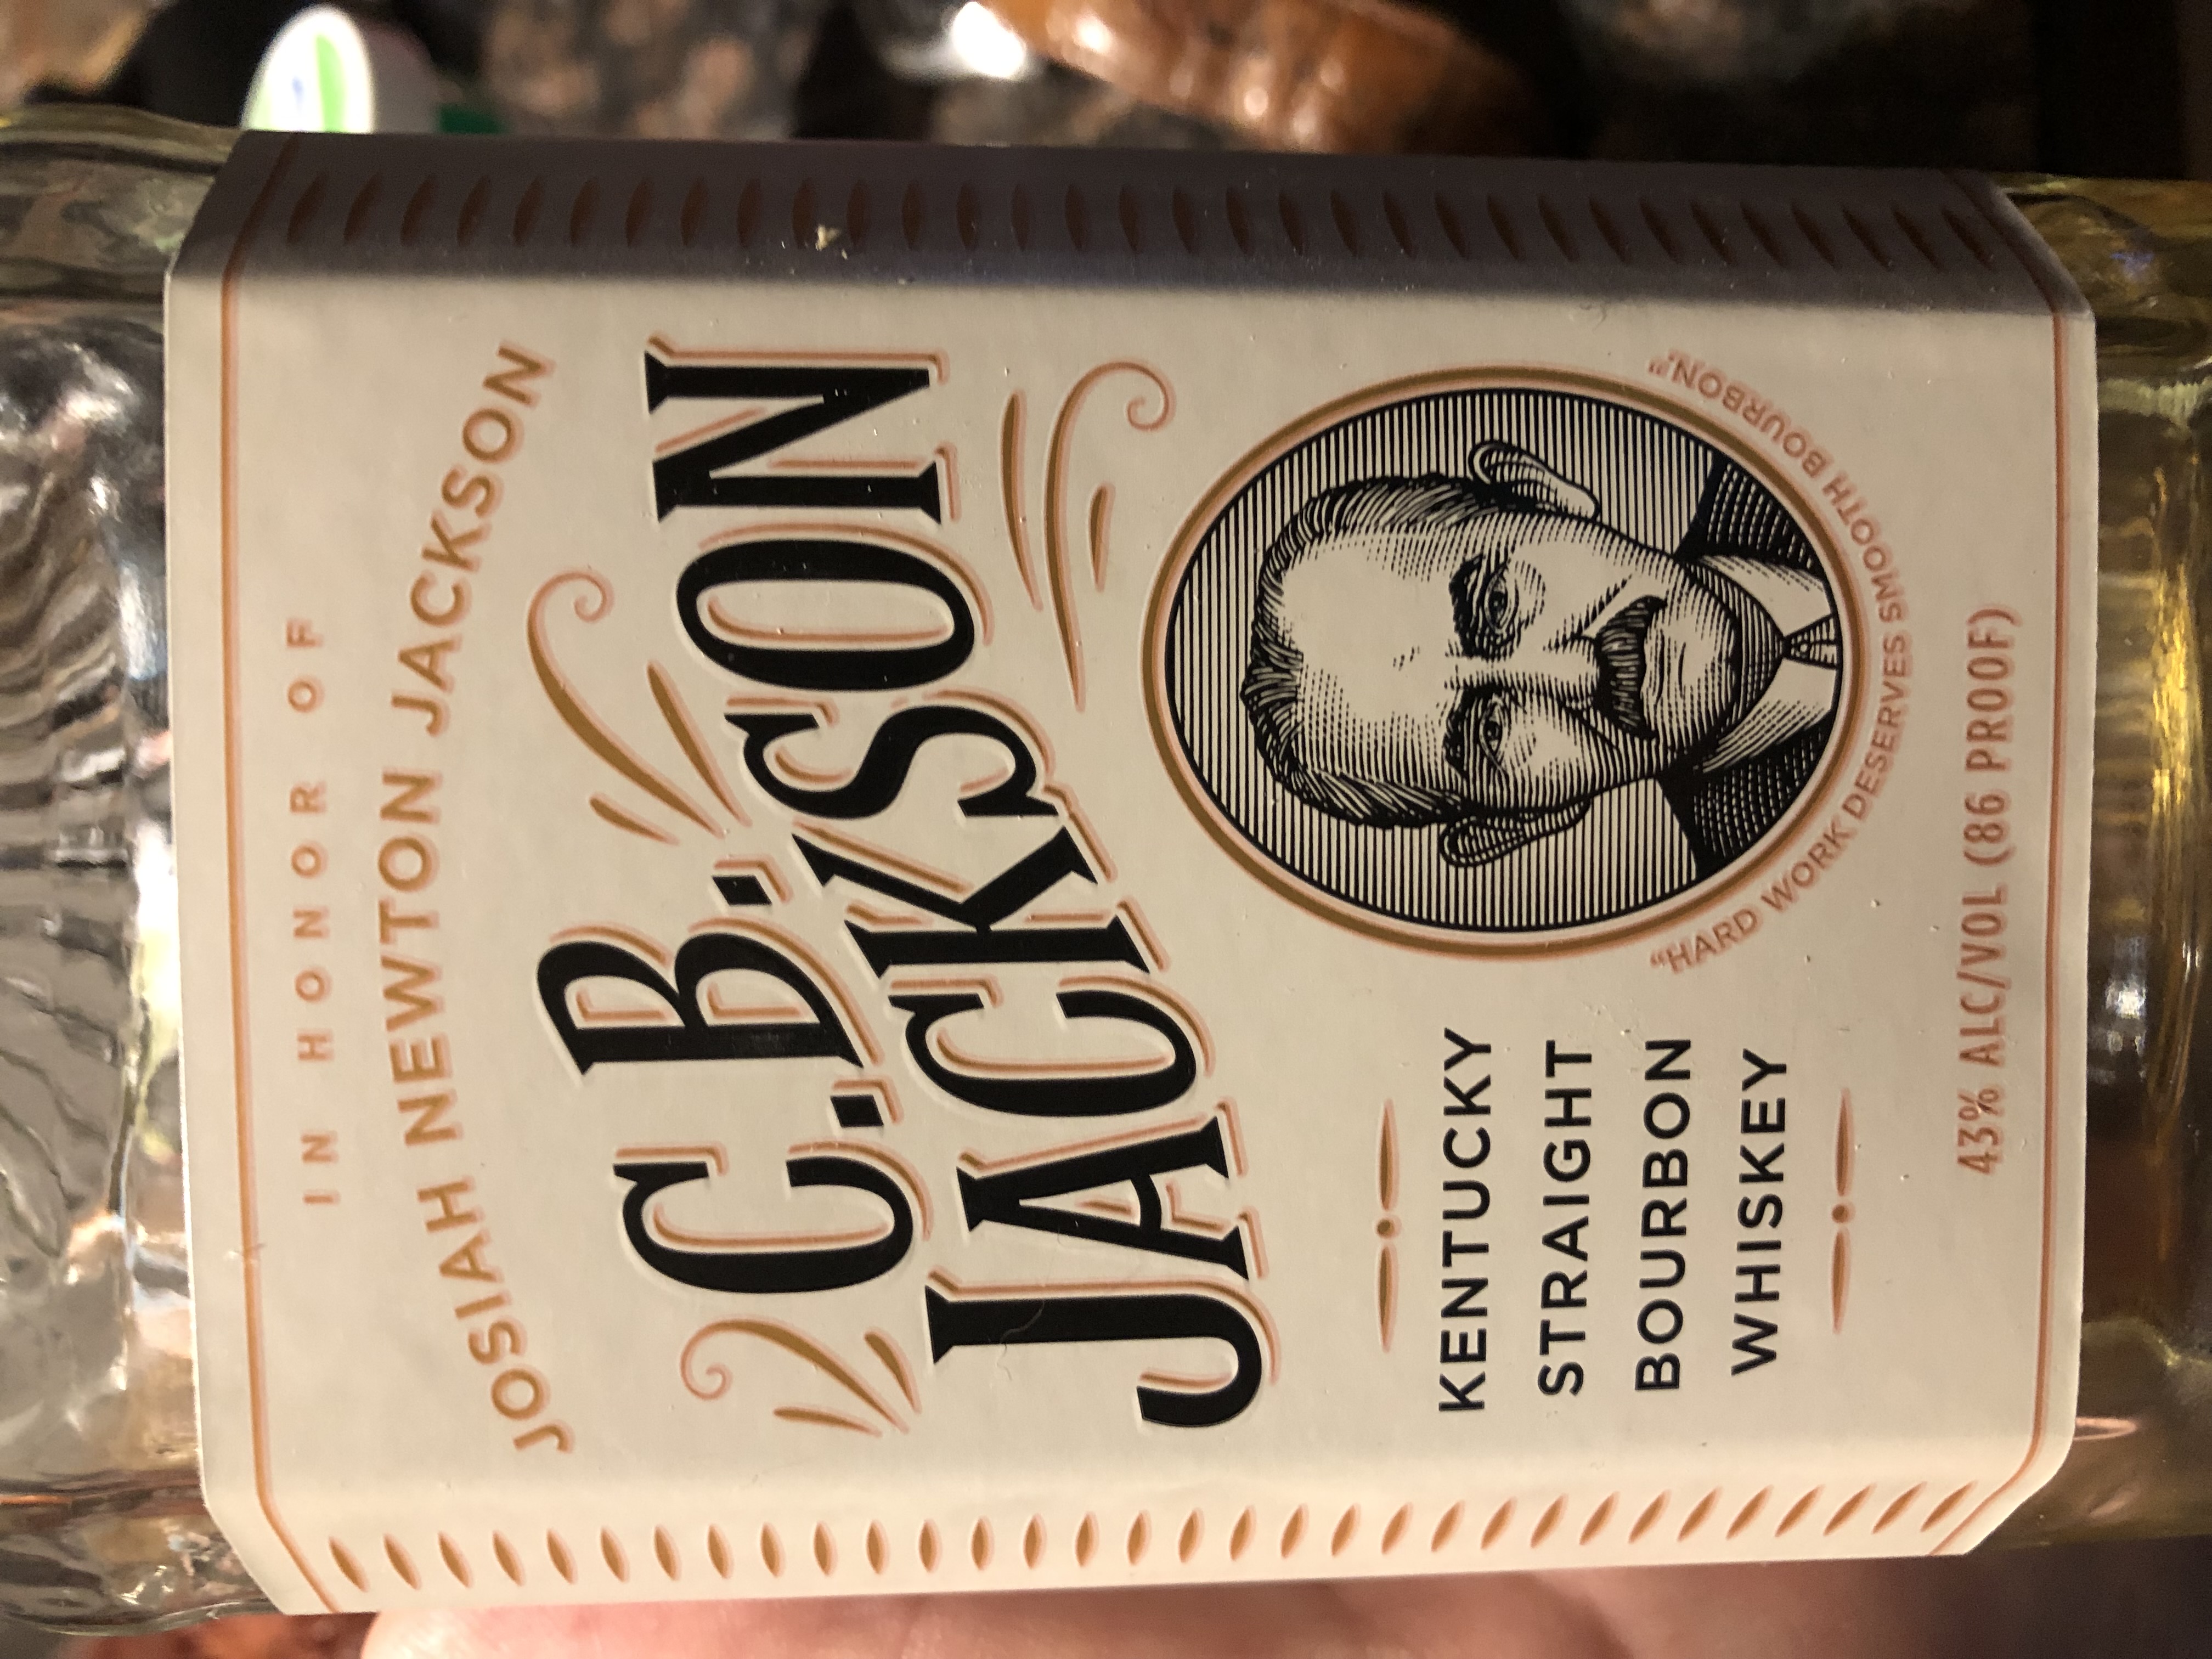 IN HONOR OF
JOSIAH NEWTON JACKSON
C.B.
JACKSON
KENTUCKY
STRAIGHT
BOURBON
WHISKEY
"HARD WORK DESERVES SMOOTH BOURBON."
43% ALC/VOL (86 PROOF)